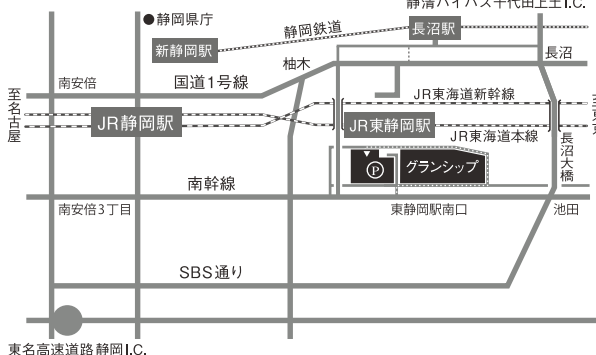 静清バイパス千代田上土I.C.
●静岡県庁
静岡鉄道
長沼駅
新静岡駅
柚木
長沼
南安倍
国道1号線
JR東海道新幹線
至名古屋
JR静岡駅
JR東静岡駅
JR東海道本線
長沼大橋
P
グランシップ
南幹線
南安倍3丁目
東静岡駅南口
池田
SBS通り
東名高速道路静岡I.C.